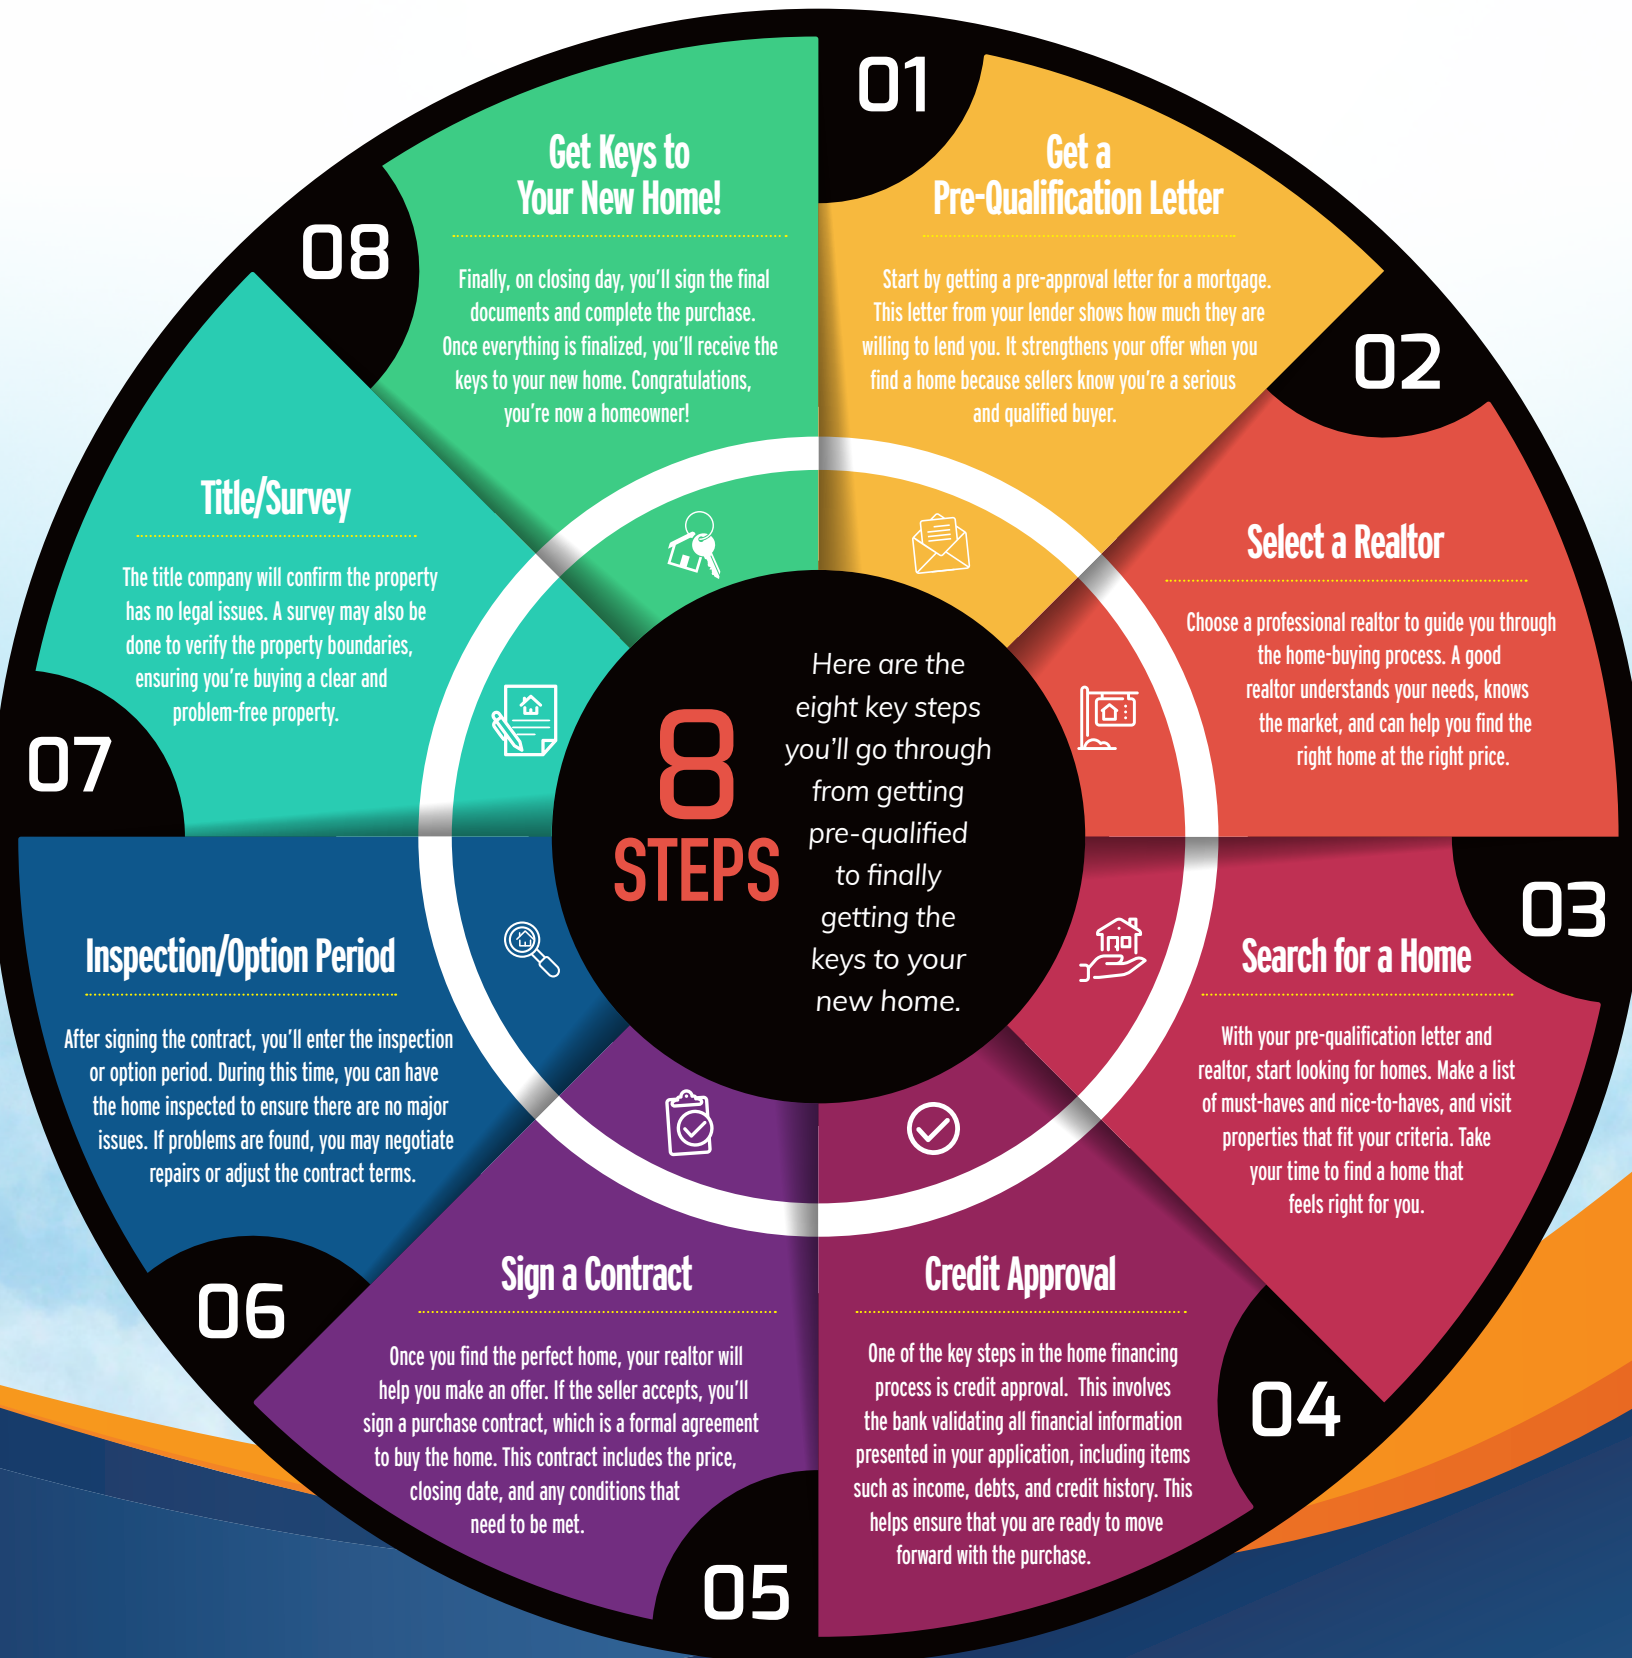 8
STEPS
Here are the
eight key steps
you'll go through
from getting
pre-qualified
to finally
getting the
keys to your
new home.
01
Get a
Pre-Qualification Letter
Start by getting a pre-approval letter for a mortgage.
This letter from your lender shows how much they are
willing to lend you. It strengthens your offer when you
find a home because sellers know you're a serious
and qualified buyer.
02
Select a Realtor
Choose a professional realtor to guide you through
the home-buying process. A good
realtor understands your needs, knows
the market, and can help you find the
right home at the right price.
03
Search for a Home
With your pre-qualification letter and
realtor, start looking for homes. Make a list
of must-haves and nice-to-haves, and visit
properties that fit your criteria. Take
your time to find a home that
feels right for you.
04
Credit Approval
One of the key steps in the home financing
process is credit approval. This involves
the bank validating all financial information
presented in your application, including items
such as income, debts, and credit history. This
helps ensure that you are ready to move
forward with the purchase.
05
Sign a Contract
Once you find the perfect home, your realtor will
help you make an offer. If the seller accepts, you'll
sign a purchase contract, which is a formal agreement
to buy the home. This contract includes the price,
closing date, and any conditions that
need to be met.
06
Inspection/Option Period
After signing the contract, you'll enter the inspection
or option period. During this time, you can have
the home inspected to ensure there are no major
issues. If problems are found, you may negotiate
repairs or adjust the contract terms.
07
Title/Survey
The title company will confirm the property
has no legal issues. A survey may also be
done to verify the property boundaries,
ensuring you're buying a clear and
problem-free property.
08
Get Keys to
Your New Home!
Finally, on closing day, you'll sign the final
documents and complete the purchase.
Once everything is finalized, you'll receive the
keys to your new home. Congratulations,
you're now a homeowner!